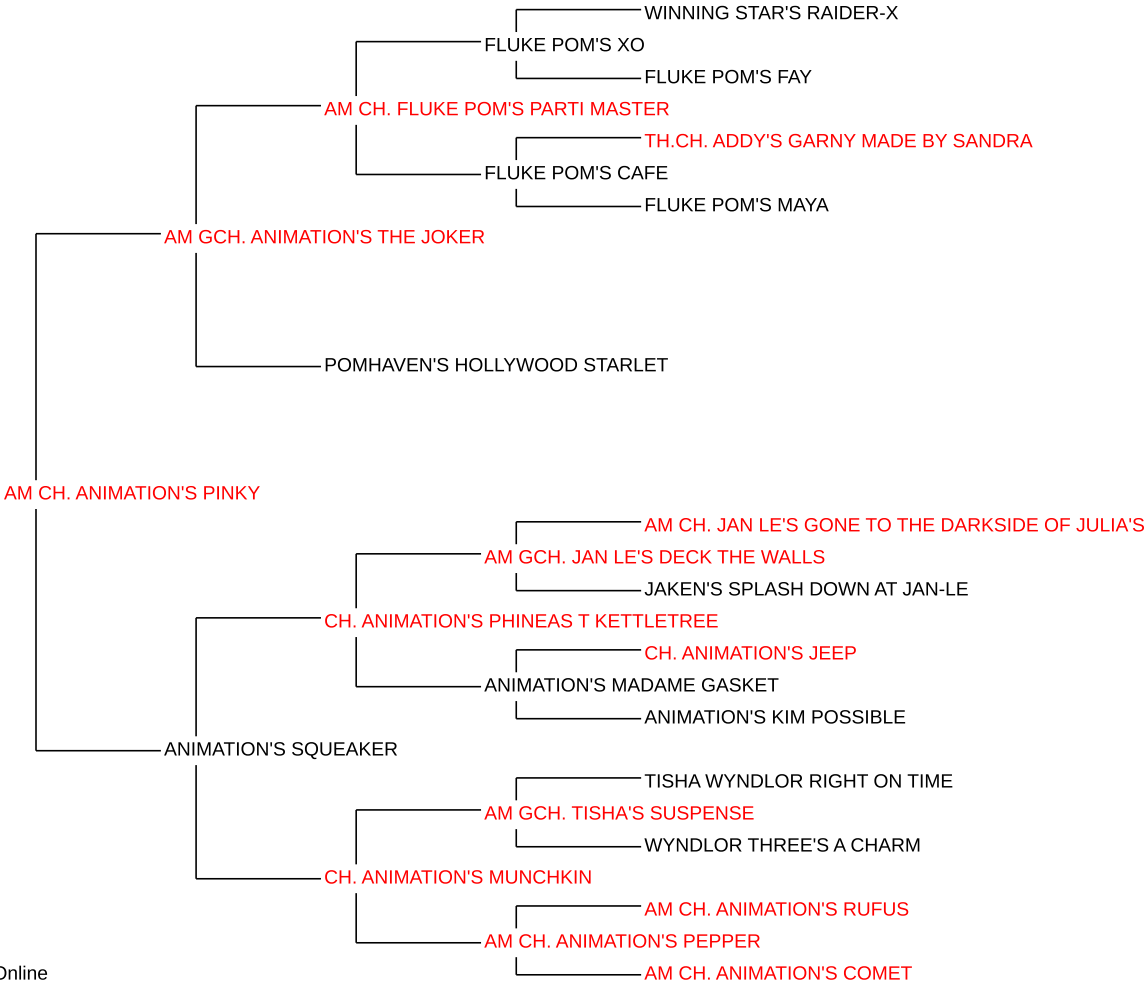 WINNING STAR'S RAIDER-X
FLUKE POM'S XO
FLUKE POM'S FAY
AM CH. FLUKE POM'S PARTI MASTER
TH.CH. ADDY'S GARNY MADE BY SANDRA
FLUKE POM'S CAFE
FLUKE POM'S MAYA
AM GCH. ANIMATION'S THE JOKER
POMHAVEN'S HOLLYWOOD STARLET
AM CH. ANIMATION'S PINKY
AM CH. JAN LE'S GONE TO THE DARKSIDE OF JULIA'S
AM GCH. JAN LE'S DECK THE WALLS
JAKEN'S SPLASH DOWN AT JAN-LE
CH. ANIMATION'S PHINEAS T KETTLETREE
CH. ANIMATION'S JEEP
ANIMATION'S MADAME GASKET
ANIMATION'S KIM POSSIBLE
ANIMATION'S SQUEAKER
TISHA WYNDLOR RIGHT ON TIME
AM GCH. TISHA'S SUSPENSE
WYNDLOR THREE'S A CHARM
CH. ANIMATION'S MUNCHKIN
AM CH. ANIMATION'S RUFUS
AM CH. ANIMATION'S PEPPER
AM CH. ANIMATION'S COMET
Online